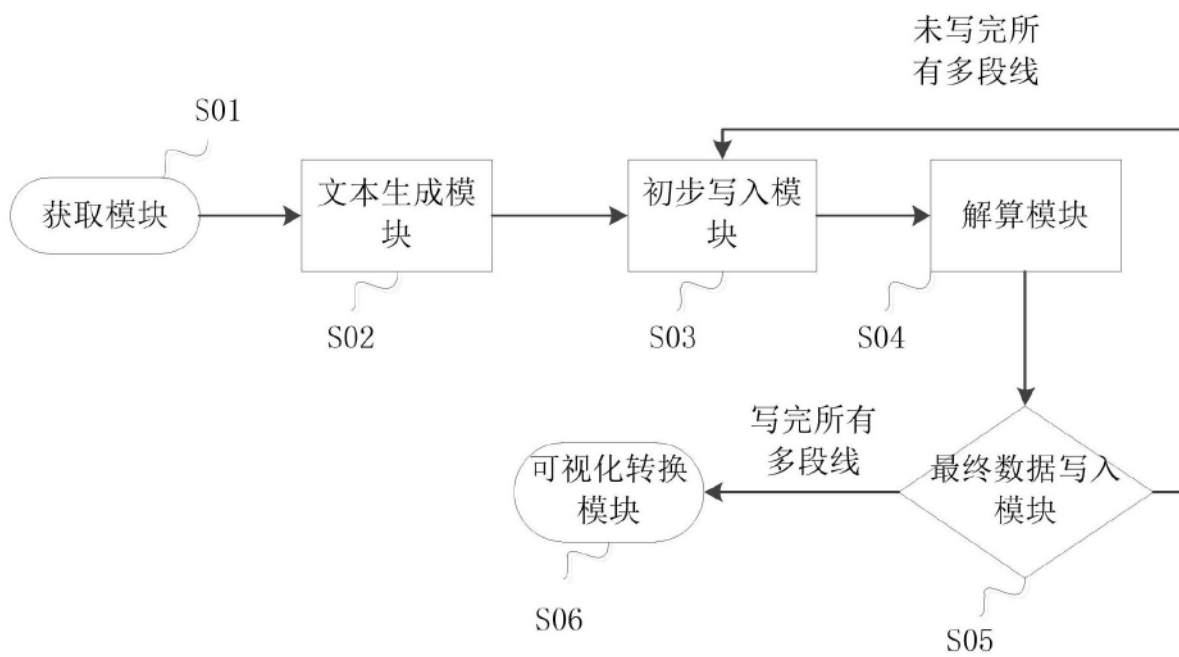 未写完所
有多段线
S01
获取模块
文本生成模
块
初步写入模
块
解算模块
S02
S03
S04
写完所有
多段线
可视化转换
模块
最终数据写入
模块
S06
S05